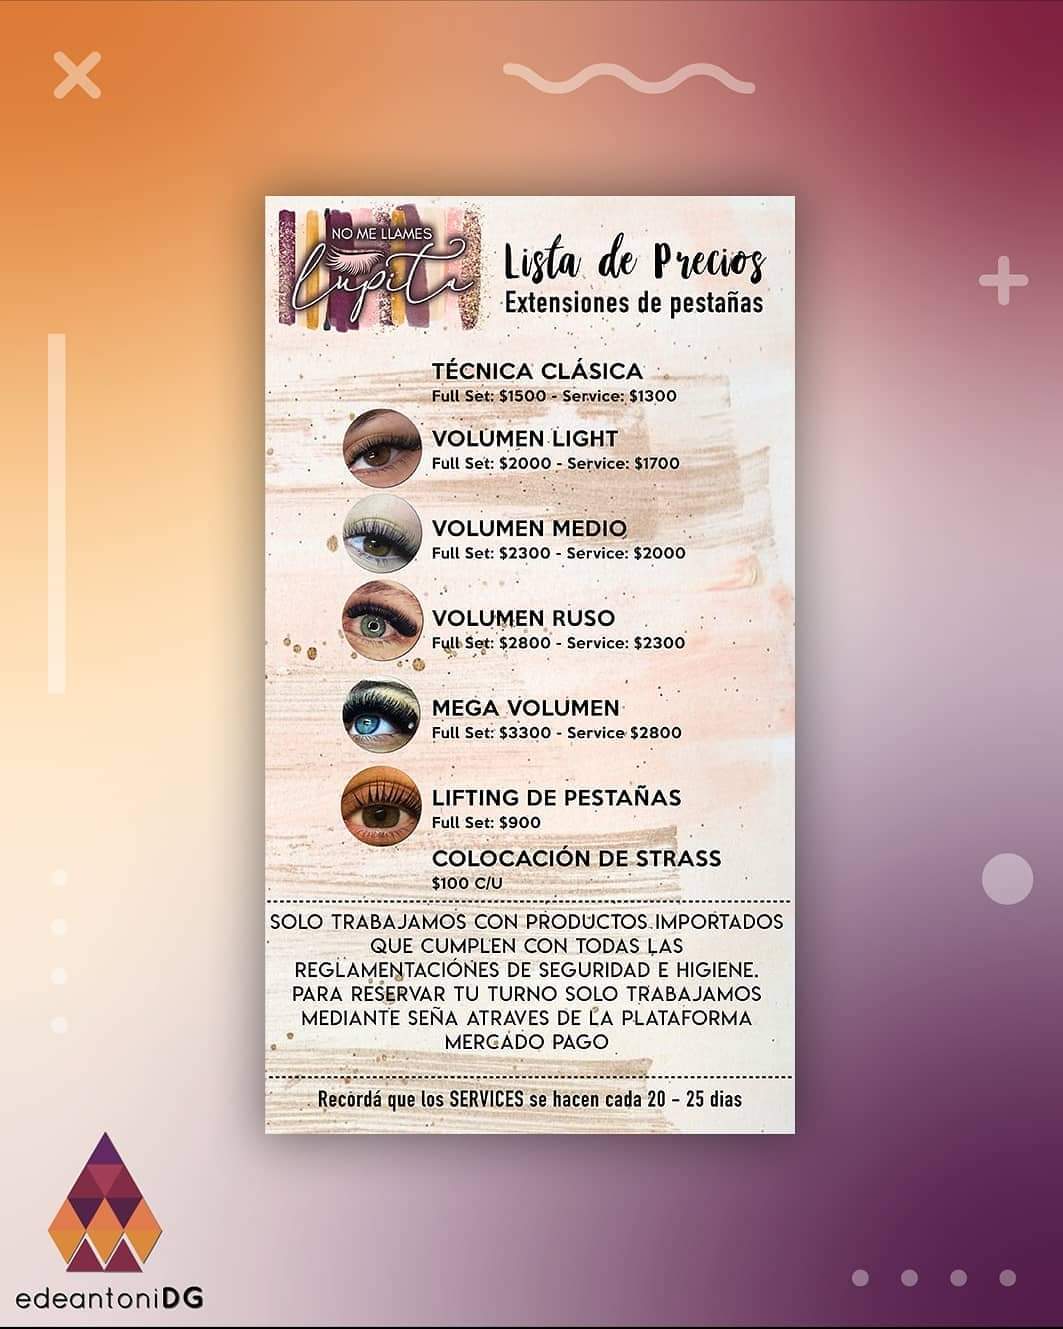 NO ME LLAMES
Lupita
Lista de Precios
Extensiones de pestañas
TÉCNICA CLÁSICA
Full Set: $1500 - Service: $1300
VOLUMEN LIGHT
Full Set: $2000 - Service: $1700
VOLUMEN MEDIO
Full Set: $2300 - Service: $2000
VOLUMEN RUSO
Full Set: $2800 - Service: $2300
MEGA VOLUMEN
Full Set: $3300 - Service $2800
LIFTING DE PESTAÑAS
Full Set: $900
COLOCACIÓN DE STRASS
$100 C/U
SOLO TRABAJAMOS CON PRODUCTOS IMPORTADOS
QUE CUMPLEN CON TODAS LAS
REGLAMENTACIÓNES DE SEGURIDAD E HIGIENE.
PARA RESERVAR TU TURNO SOLO TRABAJAMOS
MEDIANTE SEÑA ATRAVES DE LA PLATAFORMA
MERCADO PAGO
Recordá que los SERVICES se hacen cada 20 - 25 dias
edeantoniDG